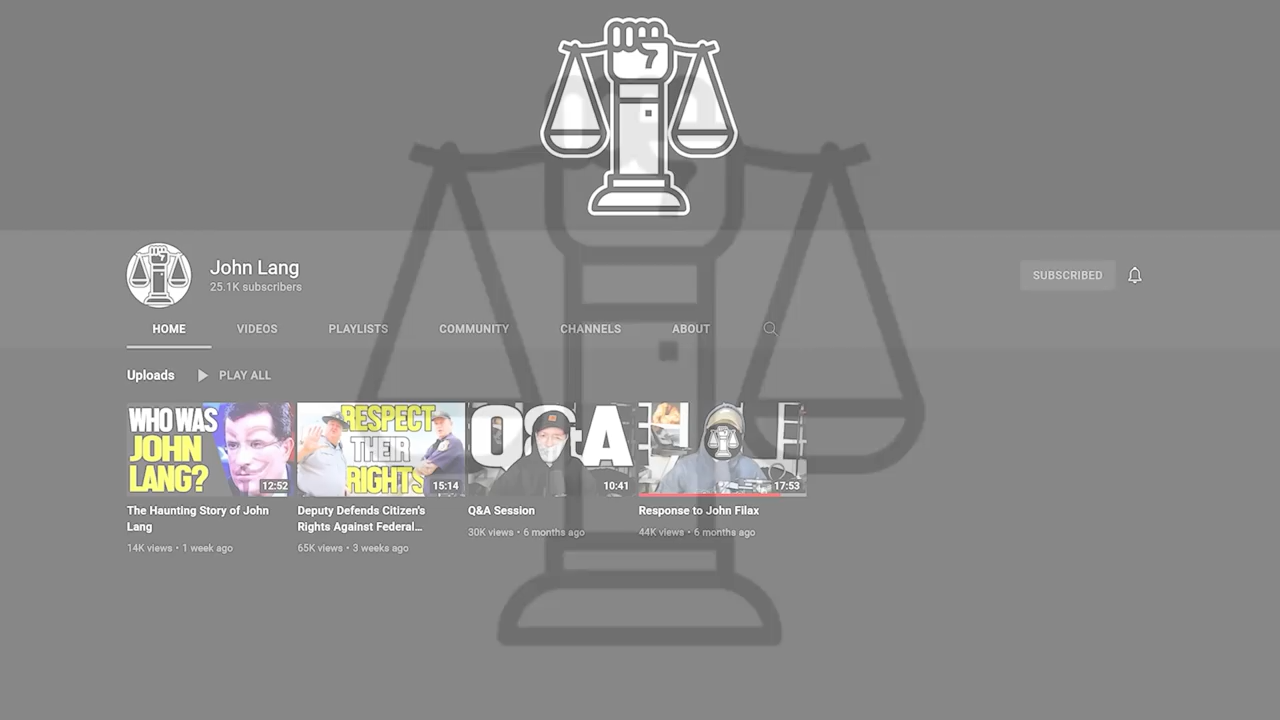 John Lang
25.1K subscribers
SUBSCRIBED
HOME VIDEOS PLAYLISTS COMMUNITY CHANNELS ABOUT
Uploads PLAY ALL
WHO WAS
JOHN
LANG?
12:52
RESPECT
THEIR
RIGHTS
15:14
Q&A
10:41
17:53
The Haunting Story of John
Lang
14K views • 1 week ago
Deputy Defends Citizen's
Rights Against Federal...
65K views • 3 weeks ago
Q&A Session
30K views • 6 months ago
Response to John Filax
44K views • 6 months ago